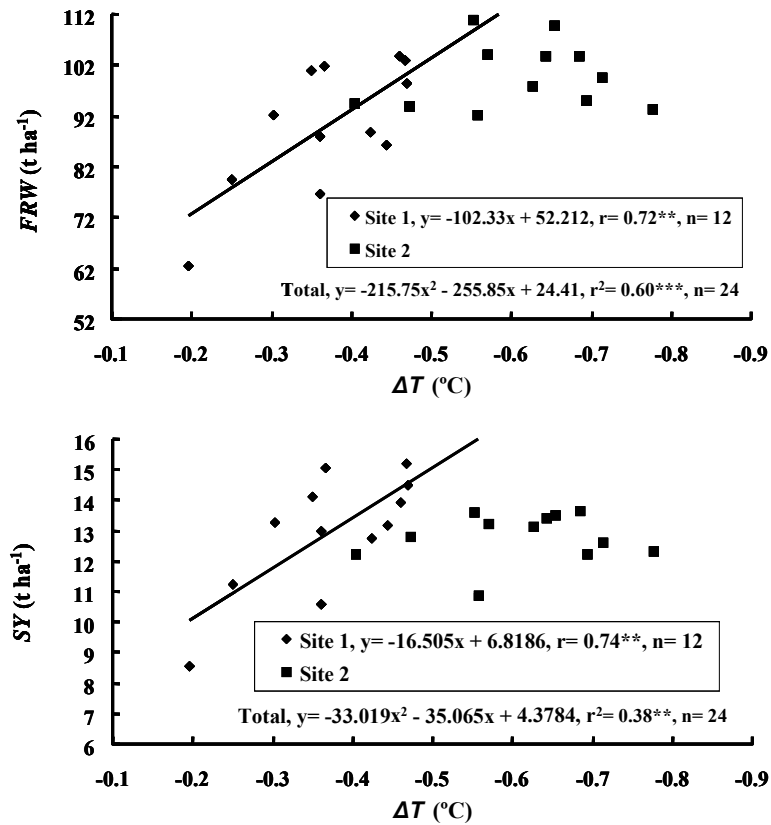 112
102
92
82
72
62
52
FRW (t ha-1)
Site 1, y= -102.33x + 52.212, r= 0.72**, n= 12
Site 2
Total, y= -215.75x² - 255.85x + 24.41, r²= 0.60***, n= 24
-0.1 -0.2 -0.3 -0.4 -0.5 -0.6 -0.7 -0.8 -0.9
ΔT (ºC)
16
15
14
13
12
11
10
9
8
7
6
SY (t ha-1)
Site 1, y= -16.505x + 6.8186, r= 0.74**, n= 12
Site 2
Total, y= -33.019x² - 35.065x + 4.3784, r²= 0.38**, n= 24
-0.1 -0.2 -0.3 -0.4 -0.5 -0.6 -0.7 -0.8 -0.9
ΔT (ºC)